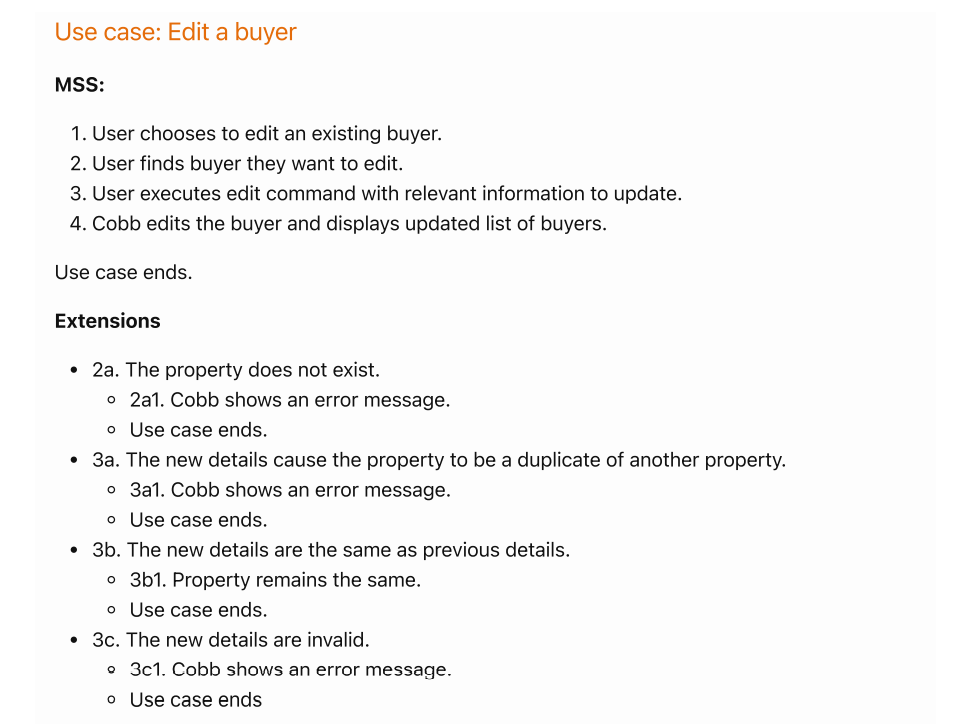 Use case: Edit a buyer
MSS:
1. User chooses to edit an existing buyer.
2. User finds buyer they want to edit.
3. User executes edit command with relevant information to update.
4. Cobb edits the buyer and displays updated list of buyers.
Use case ends.
Extensions
• 2a. The property does not exist.
◦ 2a1. Cobb shows an error message.
◦ Use case ends.
• 3a. The new details cause the property to be a duplicate of another property.
◦ 3a1. Cobb shows an error message.
◦ Use case ends.
• 3b. The new details are the same as previous details.
◦ 3b1. Property remains the same.
◦ Use case ends.
• 3c. The new details are invalid.
◦ 3c1. Cobb shows an error message.
◦ Use case ends